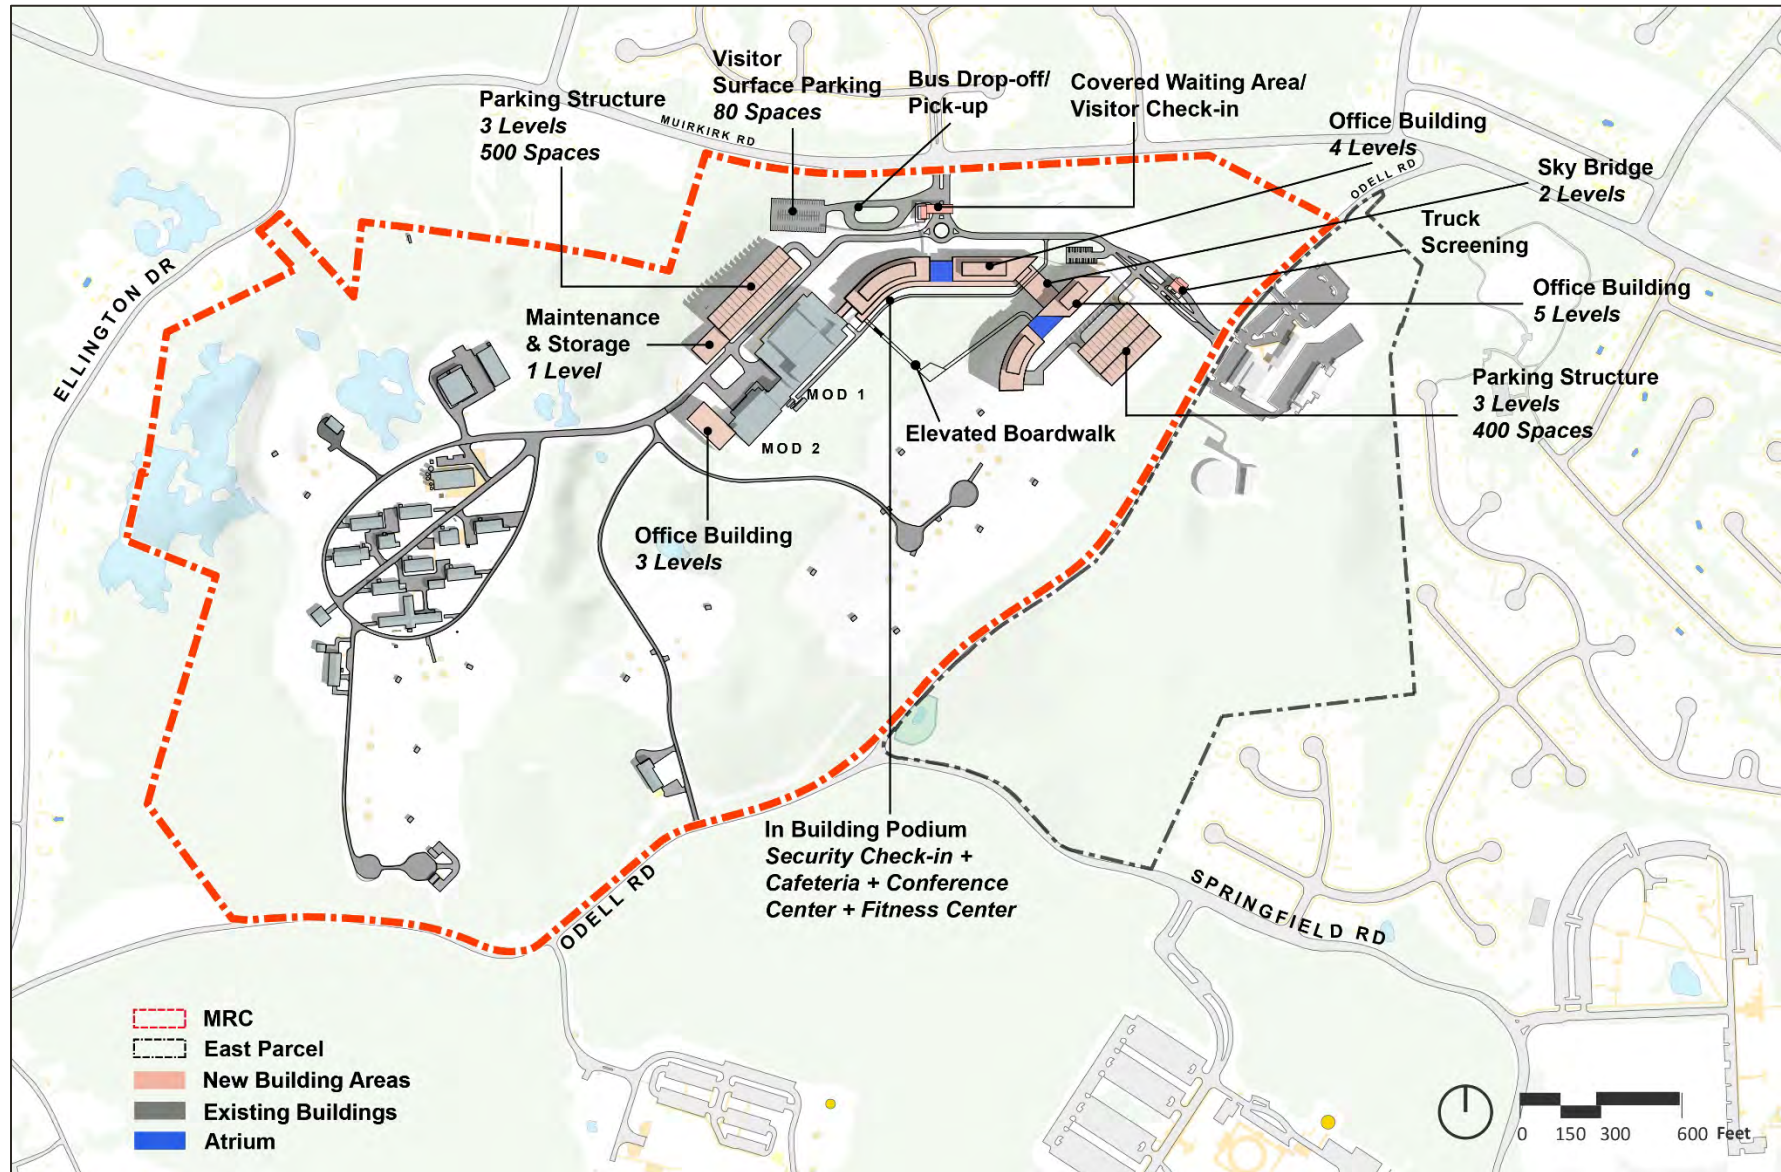 Visitor
Surface Parking
80 Spaces
Bus Drop-off/
Pick-up
Covered Waiting Area/
Visitor Check-in
Parking Structure
3 Levels
500 Spaces
MUIRKIRK RD
Office Building
4 Levels
Sky Bridge
2 Levels
ODELL RD
Truck
Screening
ELLINGTON DR
Maintenance
& Storage
1 Level
Office Building
5 Levels
MOD 1
MOD 2
Elevated Boardwalk
Parking Structure
3 Levels
400 Spaces
Office Building
3 Levels
In Building Podium
Security Check-in +
Cafeteria + Conference
Center + Fitness Center
ODELL RD
SPRINGFIELD RD
MRC
East Parcel
New Building Areas
Existing Buildings
Atrium
0 150 300 600 Feet